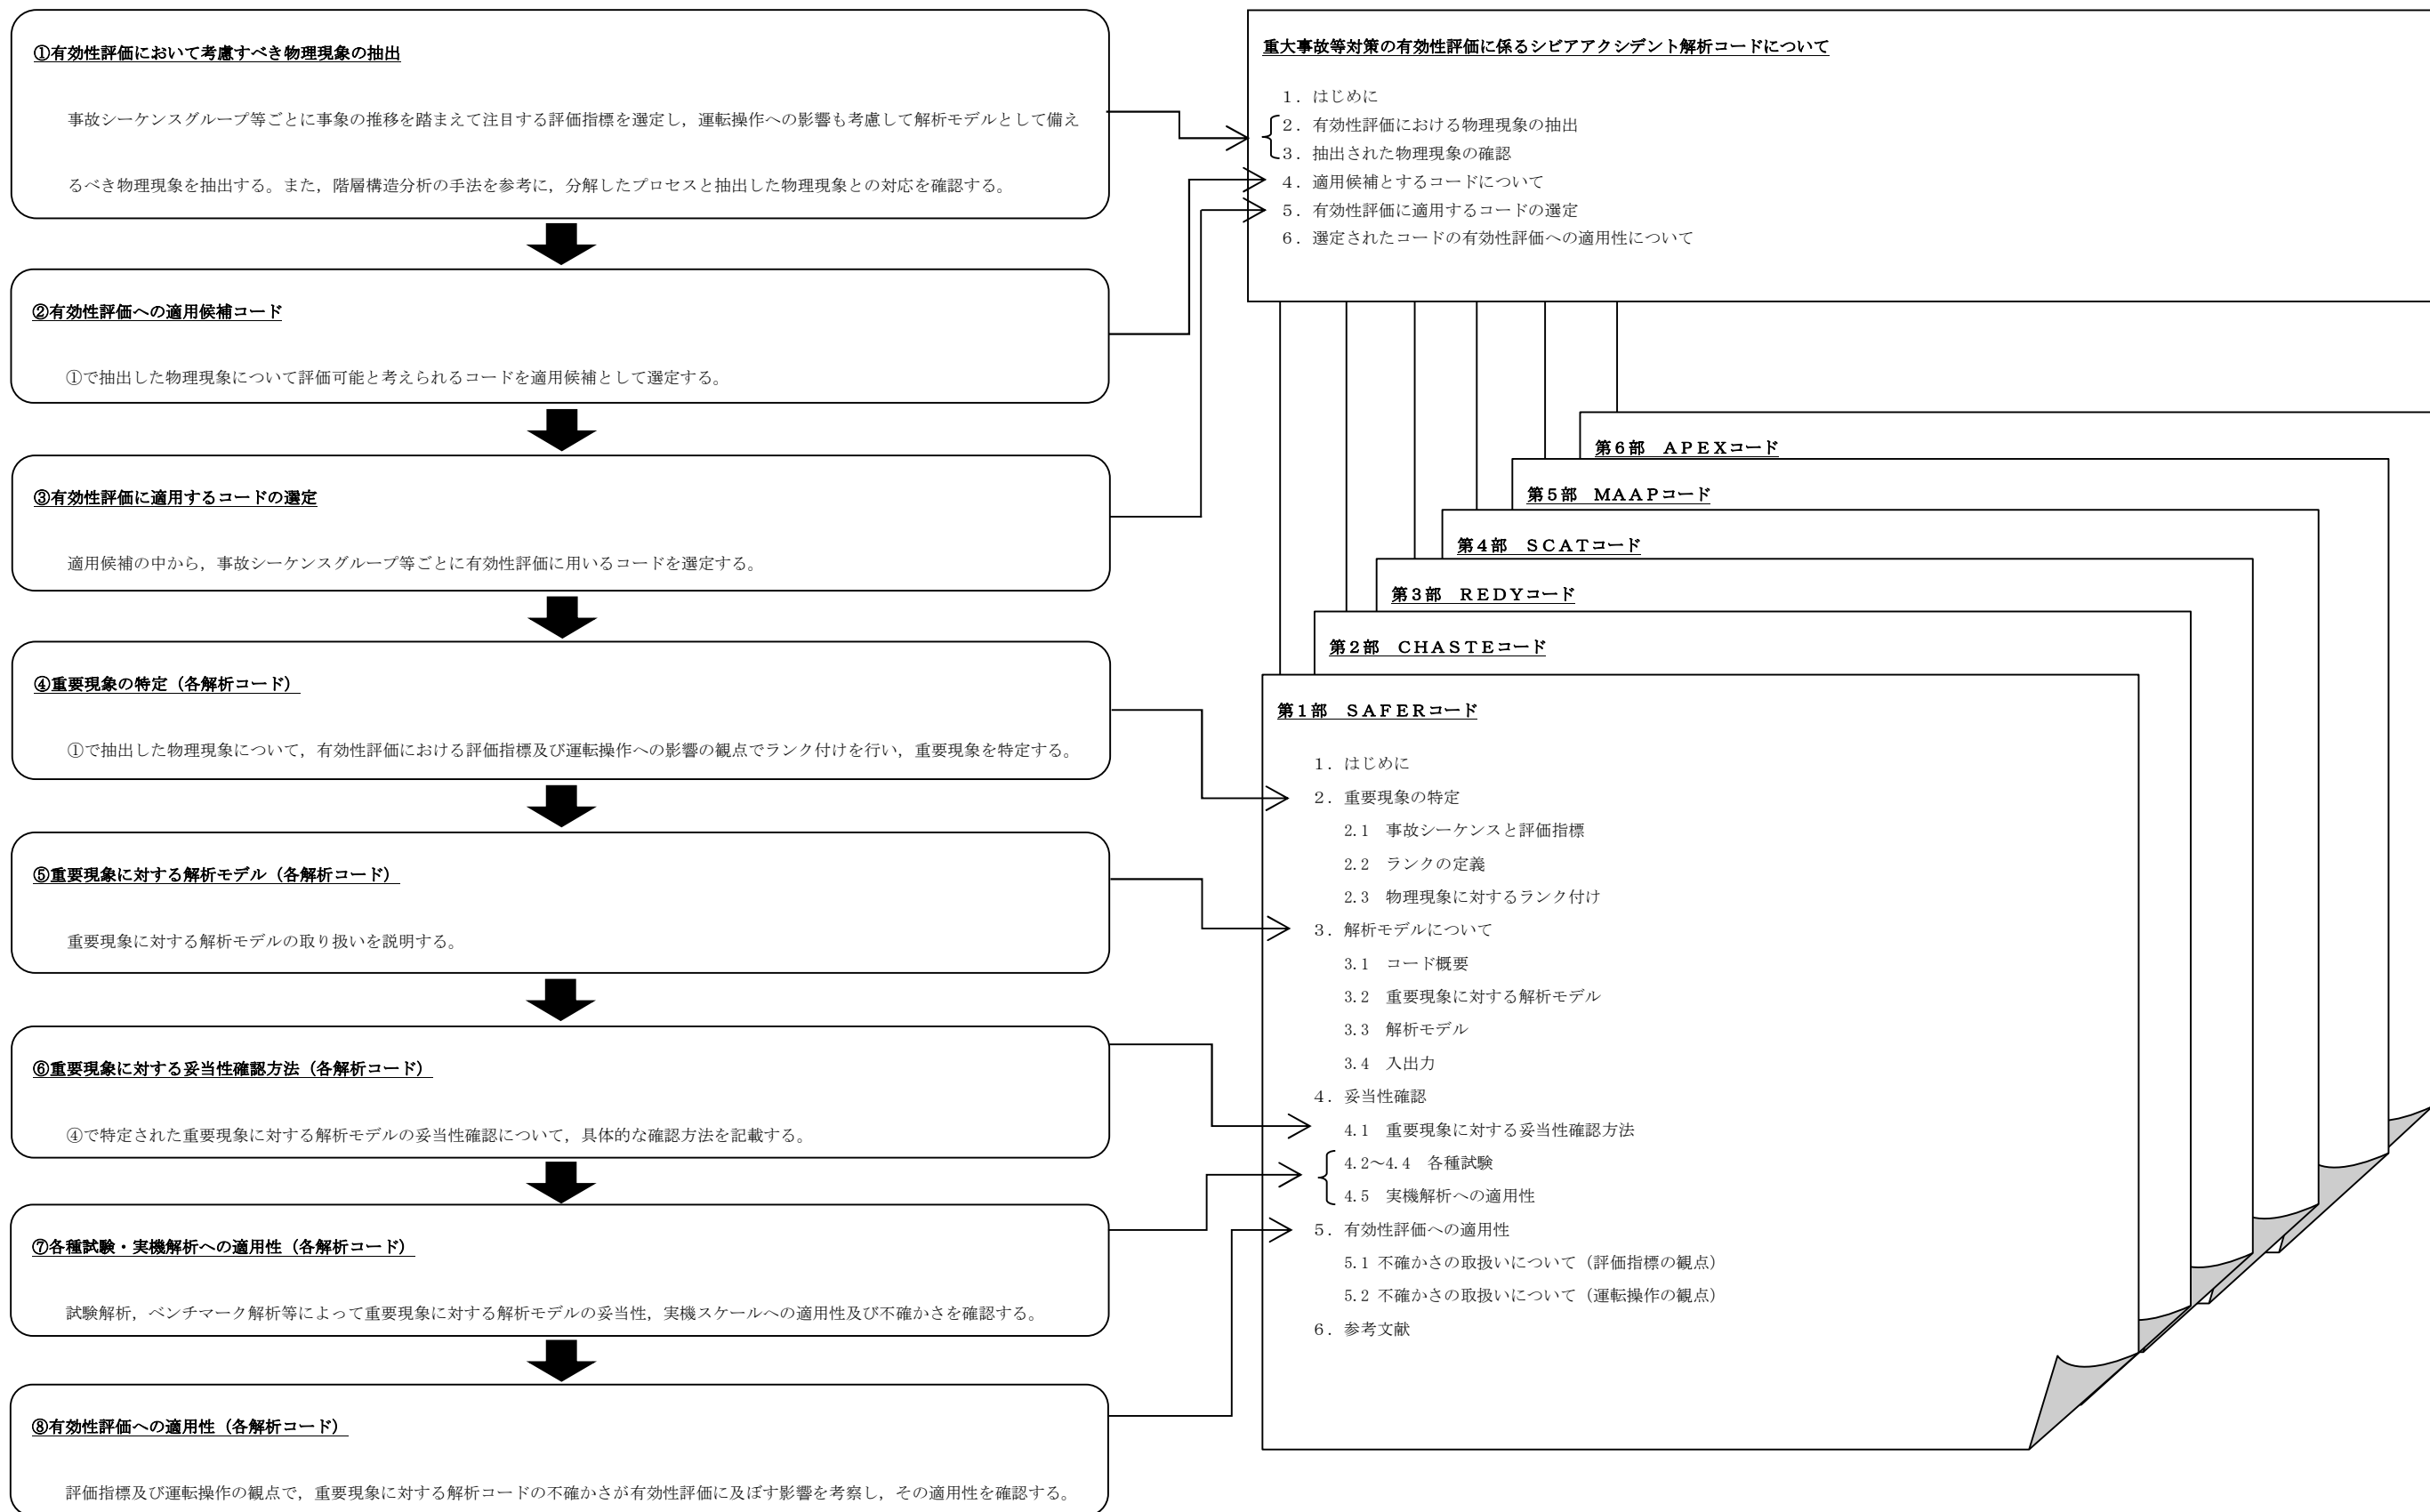 ①有効性評価において考慮すべき物理現象の抽出
事故シーケンスグループ等ごとに事象の推移を踏まえて注目する評価指標を選定し，運転操作への影響も考慮して解析モデルとして備え
るべき物理現象を抽出する。また，階層構造分析の手法を参考に，分解したプロセスと抽出した物理現象との対応を確認する。
②有効性評価への適用候補コード
①で抽出した物理現象について評価可能と考えられるコードを適用候補として選定する。
③有効性評価に適用するコードの選定
適用候補の中から，事故シーケンスグループ等ごとに有効性評価に用いるコードを選定する。
④重要現象の特定（各解析コード）
①で抽出した物理現象について，有効性評価における評価指標及び運転操作への影響の観点でランク付けを行い，重要現象を特定する。
⑤重要現象に対する解析モデル（各解析コード）
重要現象に対する解析モデルの取り扱いを説明する。
⑥重要現象に対する妥当性確認方法（各解析コード）
④で特定された重要現象に対する解析モデルの妥当性確認について，具体的な確認方法を記載する。
⑦各種試験・実機解析への適用性（各解析コード）
試験解析，ベンチマーク解析等によって重要現象に対する解析モデルの妥当性，実機スケールへの適用性及び不確かさを確認する。
⑧有効性評価への適用性（各解析コード）
評価指標及び運転操作の観点で，重要現象に対する解析コードの不確かさが有効性評価に及ぼす影響を考察し，その適用性を確認する。
重大事故等対策の有効性評価に係るシビアアクシデント解析コードについて
１．はじめに
２．有効性評価における物理現象の抽出
３．抽出された物理現象の確認
４．適用候補とするコードについて
５．有効性評価に適用するコードの選定
６．選定されたコードの有効性評価への適用性について
第６部　ＡＰＥＸコード
第５部　ＭＡＡＰコード
第４部　ＳＣＡＴコード
第３部　ＲＥＤＹコード
第２部　ＣＨＡＳＴＥコード
第１部　ＳＡＦＥＲコード
１．はじめに
２．重要現象の特定
2.1　事故シーケンスと評価指標
2.2　ランクの定義
2.3　物理現象に対するランク付け
３．解析モデルについて
3.1　コード概要
3.2　重要現象に対する解析モデル
3.3　解析モデル
3.4　入出力
４．妥当性確認
4.1　重要現象に対する妥当性確認方法
4.2～4.4　各種試験
4.5　実機解析への適用性
５．有効性評価への適用性
5.1 不確かさの取扱いについて（評価指標の観点）
5.2 不確かさの取扱いについて（運転操作の観点）
６．参考文献